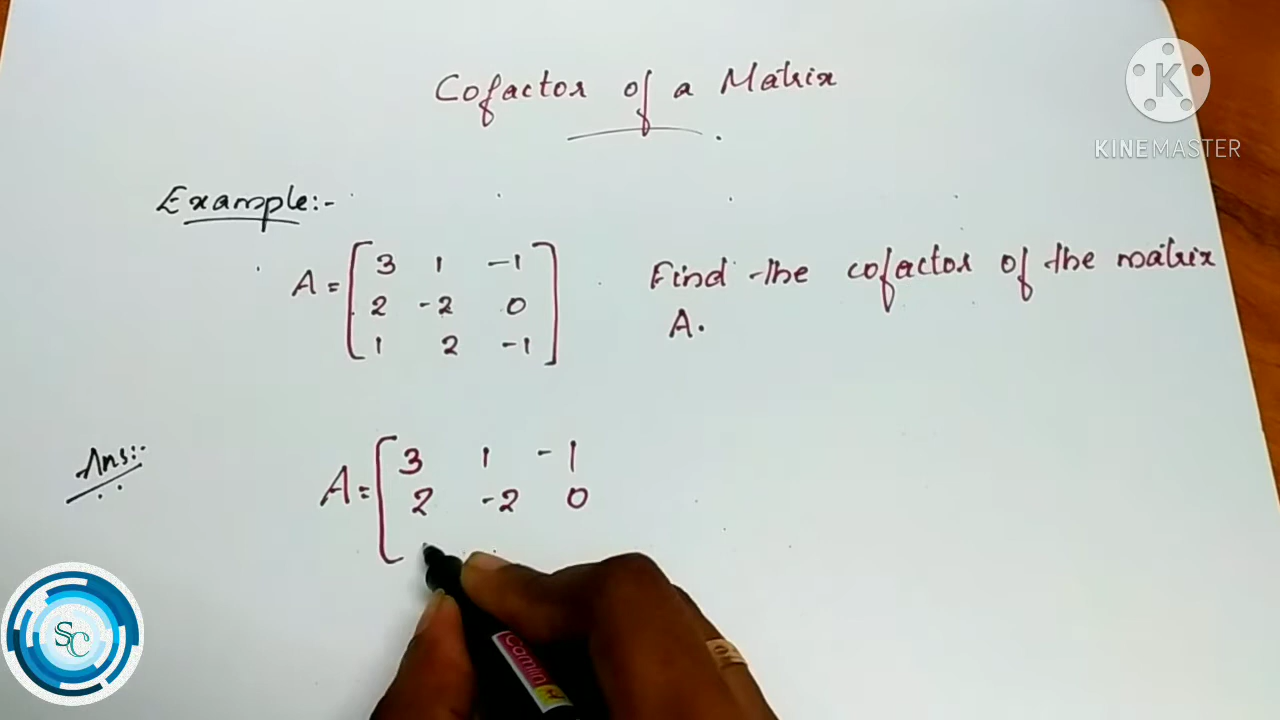 Cofactor of a Matrix
KINEMASTER
Example:-
A = [ 3 1 -1
2 -2 0
1 2 -1 ]
Find the cofactor of the matrix
A.
Ans:-
A = [ 3 1 -1
2 -2 0
SC
Camlin